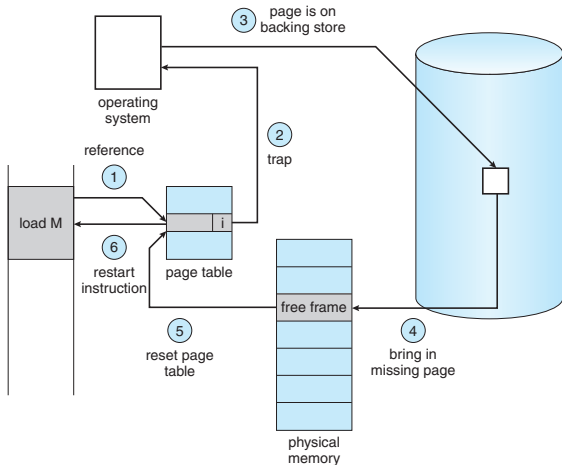 3
page is on
backing store
operating
system
2
trap
reference
1
load M
i
6
restart
instruction
page table
5
reset page
table
free frame
4
bring in
missing page
physical
memory